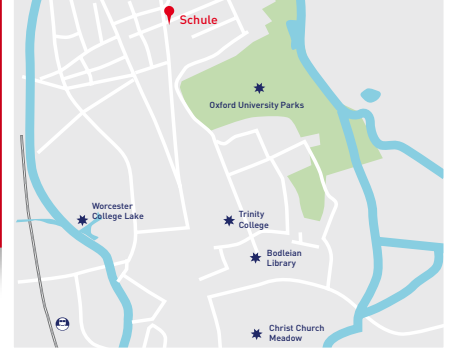 Schule
Oxford University Parks
Worcester
College Lake
Trinity
College
Bodleian
Library
Christ Church
Meadow